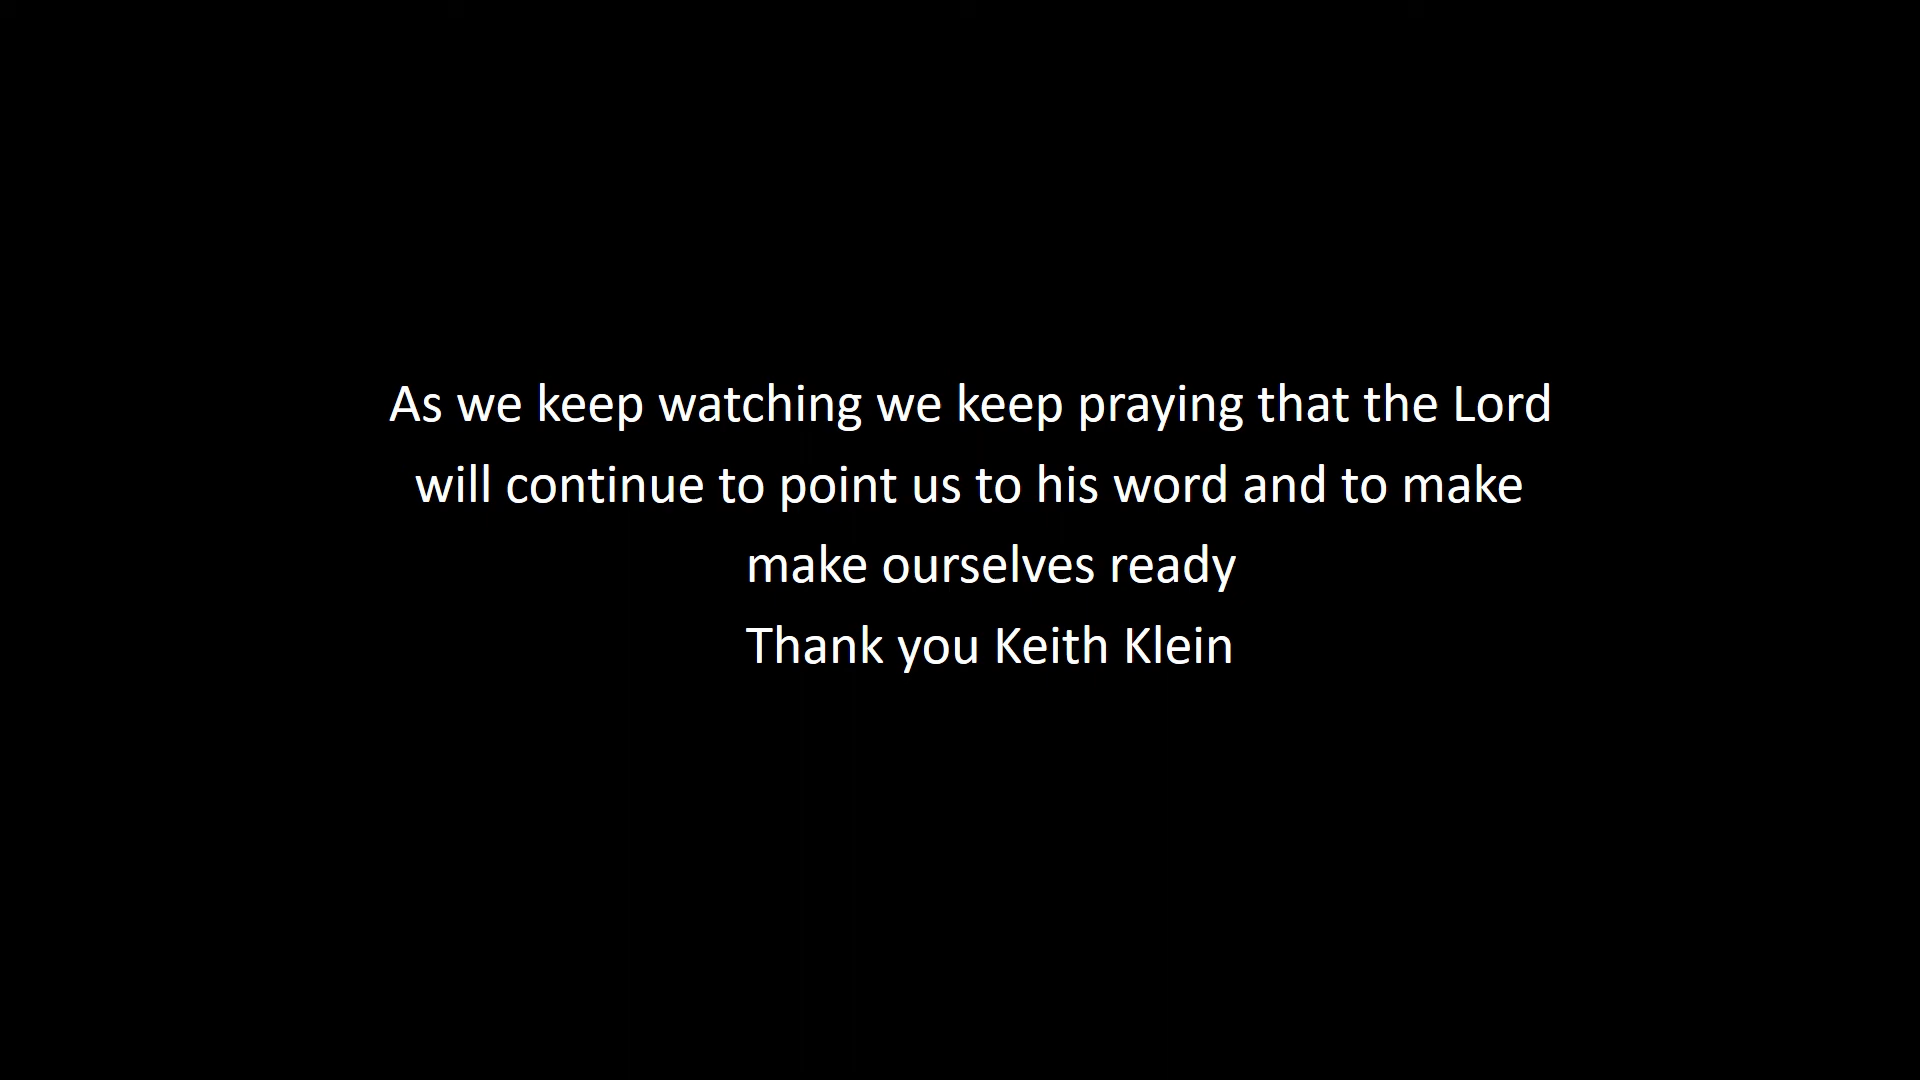 As we keep watching we keep praying that the Lord
will continue to point us to his word and to make
make ourselves ready
Thank you Keith Klein